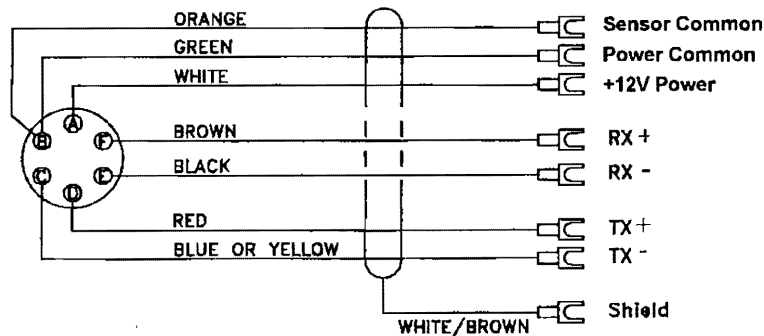 ORANGE Sensor Common
GREEN Power Common
WHITE +12V Power
A
B F BROWN RX +
C E BLACK RX -
D
RED TX+
BLUE OR YELLOW TX -
WHITE/BROWN Shield